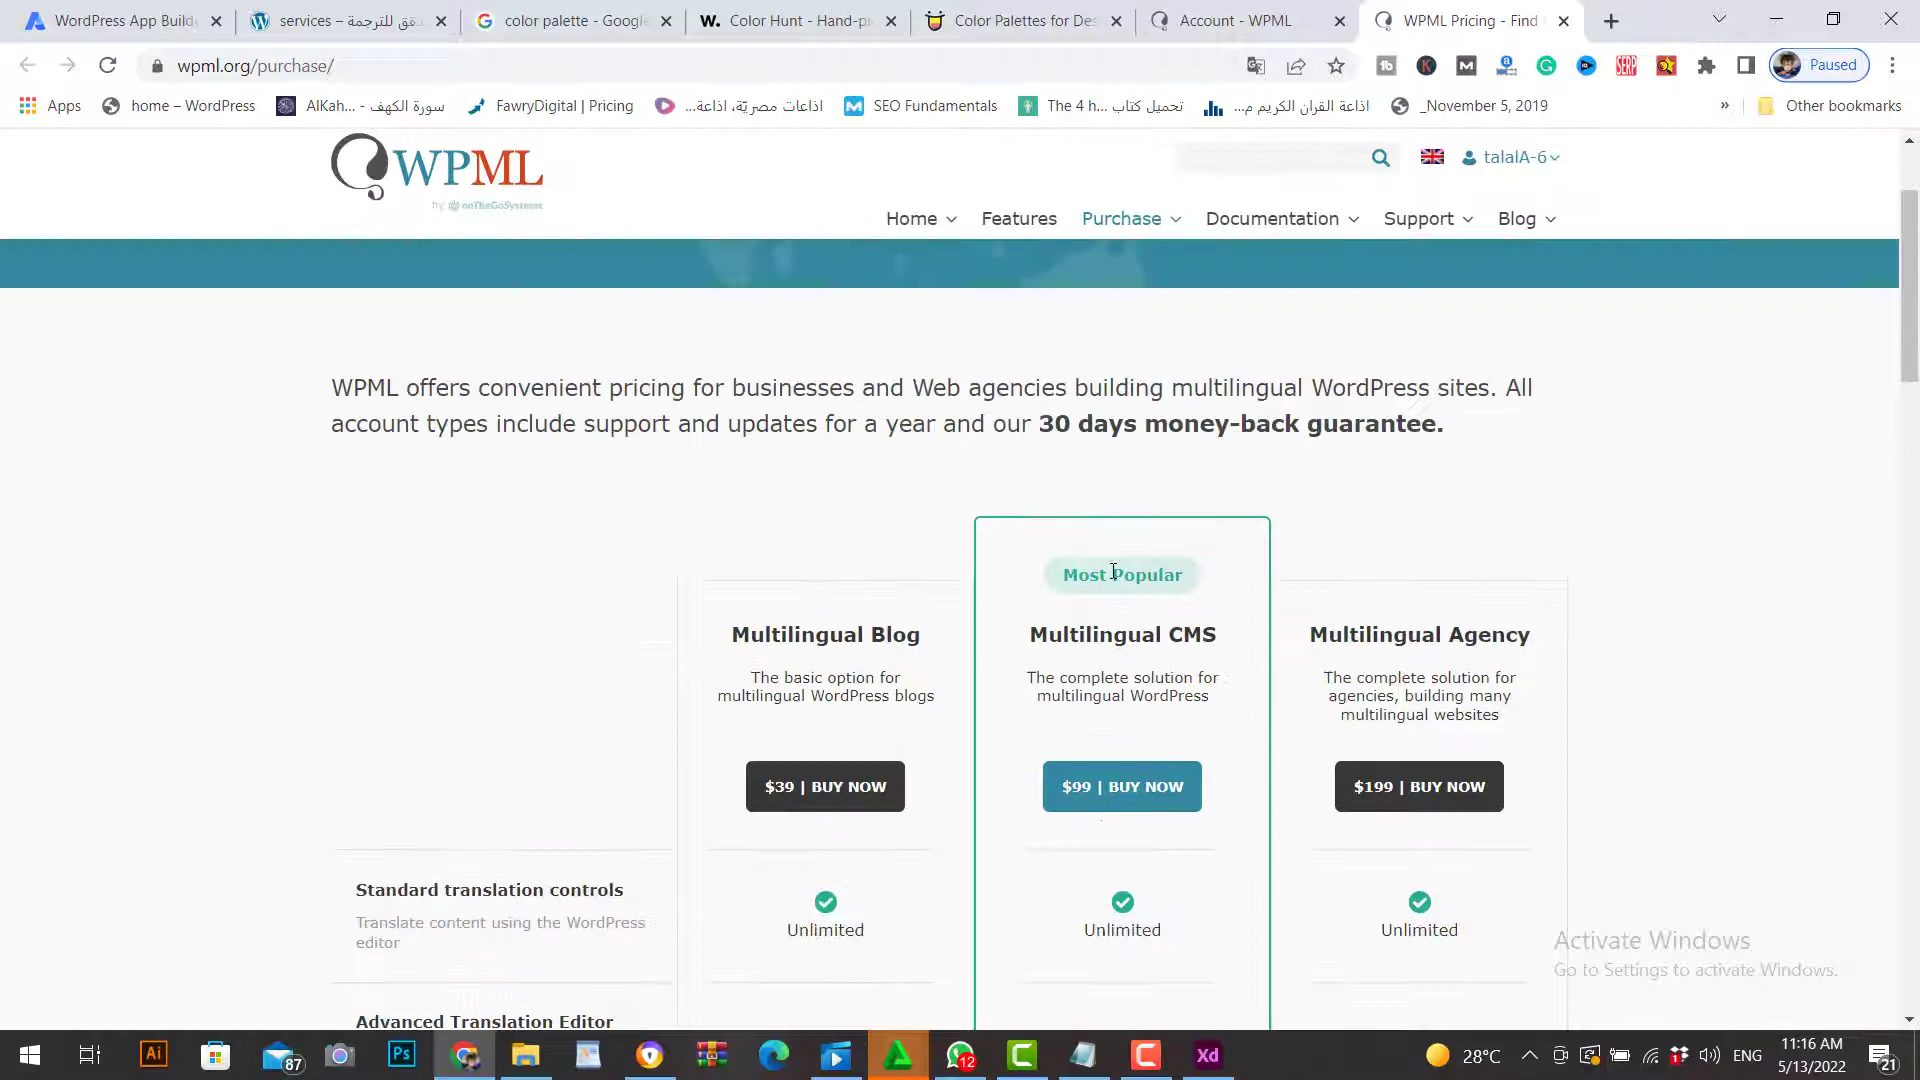 WordPress App Build
services – دقق للترجمة
color palette - Google
Color Hunt - Hand-p
Color Palettes for Des
Account - WPML
WPML Pricing - Find
wpml.org/purchase/
Paused
Apps
home – WordPress
AlKah... - سورة الكهف
FawryDigital | Pricing
اذاعات مصريّة، اذاعة...
SEO Fundamentals
The 4 h... تحميل كتاب
اذاعة القران الكريم م...
_November 5, 2019
»
Other bookmarks
WPML
by onTheGoSystems
talalA-6
Home
Features
Purchase
Documentation
Support
Blog
WPML offers convenient pricing for businesses and Web agencies building multilingual WordPress sites. All
account types include support and updates for a year and our 30 days money-back guarantee.
Most Popular
Multilingual Blog
The basic option for
multilingual WordPress blogs
$39 | BUY NOW
Multilingual CMS
The complete solution for
multilingual WordPress
$99 | BUY NOW
Multilingual Agency
The complete solution for
agencies, building many
multilingual websites
$199 | BUY NOW
Standard translation controls
Translate content using the WordPress
editor
Unlimited
Unlimited
Unlimited
Advanced Translation Editor
Activate Windows
Go to Settings to activate Windows.
Ai
87
Ps
12
Xd
28°C
ENG
11:16 AM
5/13/2022
21